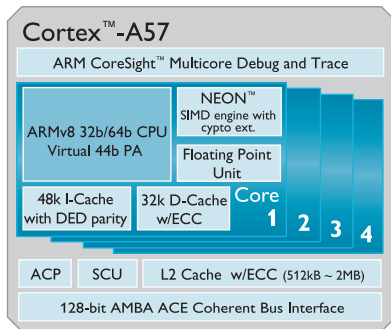 Cortex™-A57
ARM CoreSight™ Multicore Debug and Trace
ARMv8 32b/64b CPU
Virtual 44b PA
NEON™
SIMD engine with
cypto ext.
Floating Point
Unit
48k I-Cache
with DED parity
32k D-Cache
w/ECC
Core
1
2
3
4
ACP
SCU
L2 Cache w/ECC (512kB ~ 2MB)
128-bit AMBA ACE Coherent Bus Interface